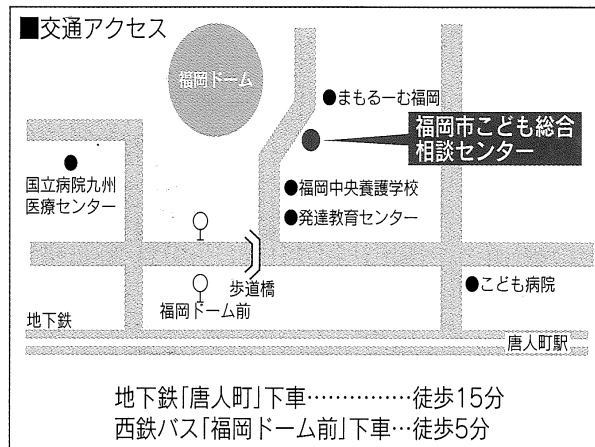 ■交通アクセス
福岡ドーム
●まもるーむ福岡
福岡市こども総合
相談センター
国立病院九州
医療センター
●福岡中央養護学校
●発達教育センター
歩道橋
福岡ドーム前
●こども病院
地下鉄
唐人町駅
地下鉄「唐人町」下車……………徒歩15分
西鉄バス「福岡ドーム前」下車…徒歩5分